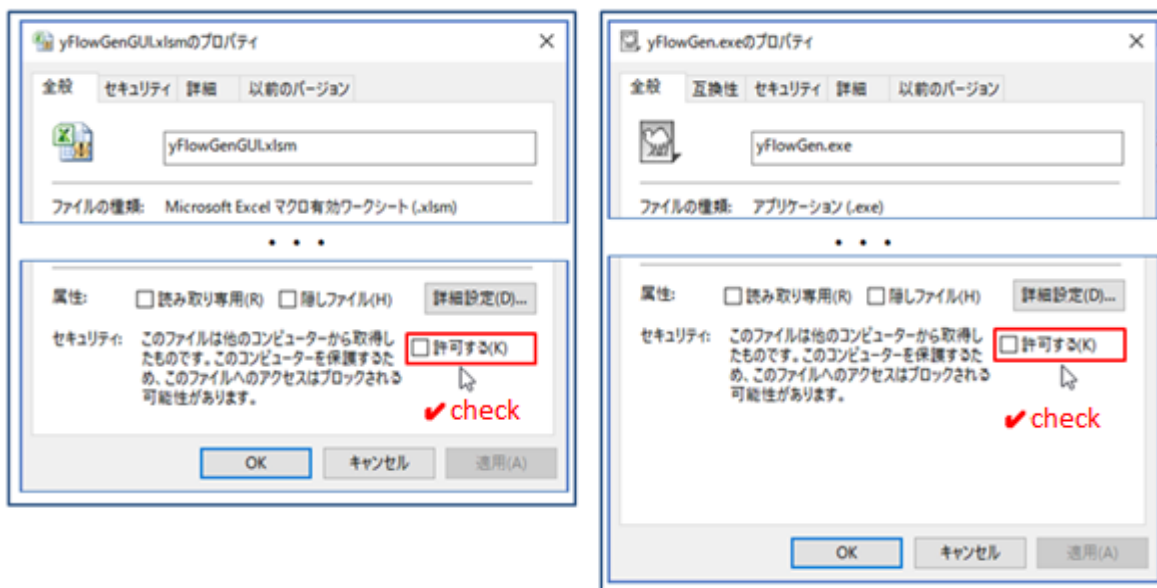 yFlowGenGUI.xlsmのプロパティ
全般 セキュリティ 詳細 以前のバージョン
yFlowGenGUI.xlsm
ファイルの種類: Microsoft Excel マクロ有効ワークシート (.xlsm)
• • •
属性: 読み取り専用(R) 隠しファイル(H) 詳細設定(D)...
セキュリティ: このファイルは他のコンピューターから取得し
たものです。このコンピューターを保護するた
め、このファイルへのアクセスはブロックされる
可能性があります。
許可する(K)
✔ check
OK キャンセル 適用(A)
yFlowGen.exeのプロパティ
全般 互換性 セキュリティ 詳細 以前のバージョン
yFlowGen.exe
ファイルの種類: アプリケーション (.exe)
• • •
属性: 読み取り専用(R) 隠しファイル(H) 詳細設定(D)...
セキュリティ: このファイルは他のコンピューターから取得し
たものです。このコンピューターを保護するた
め、このファイルへのアクセスはブロックされる
可能性があります。
許可する(K)
✔ check
OK キャンセル 適用(A)